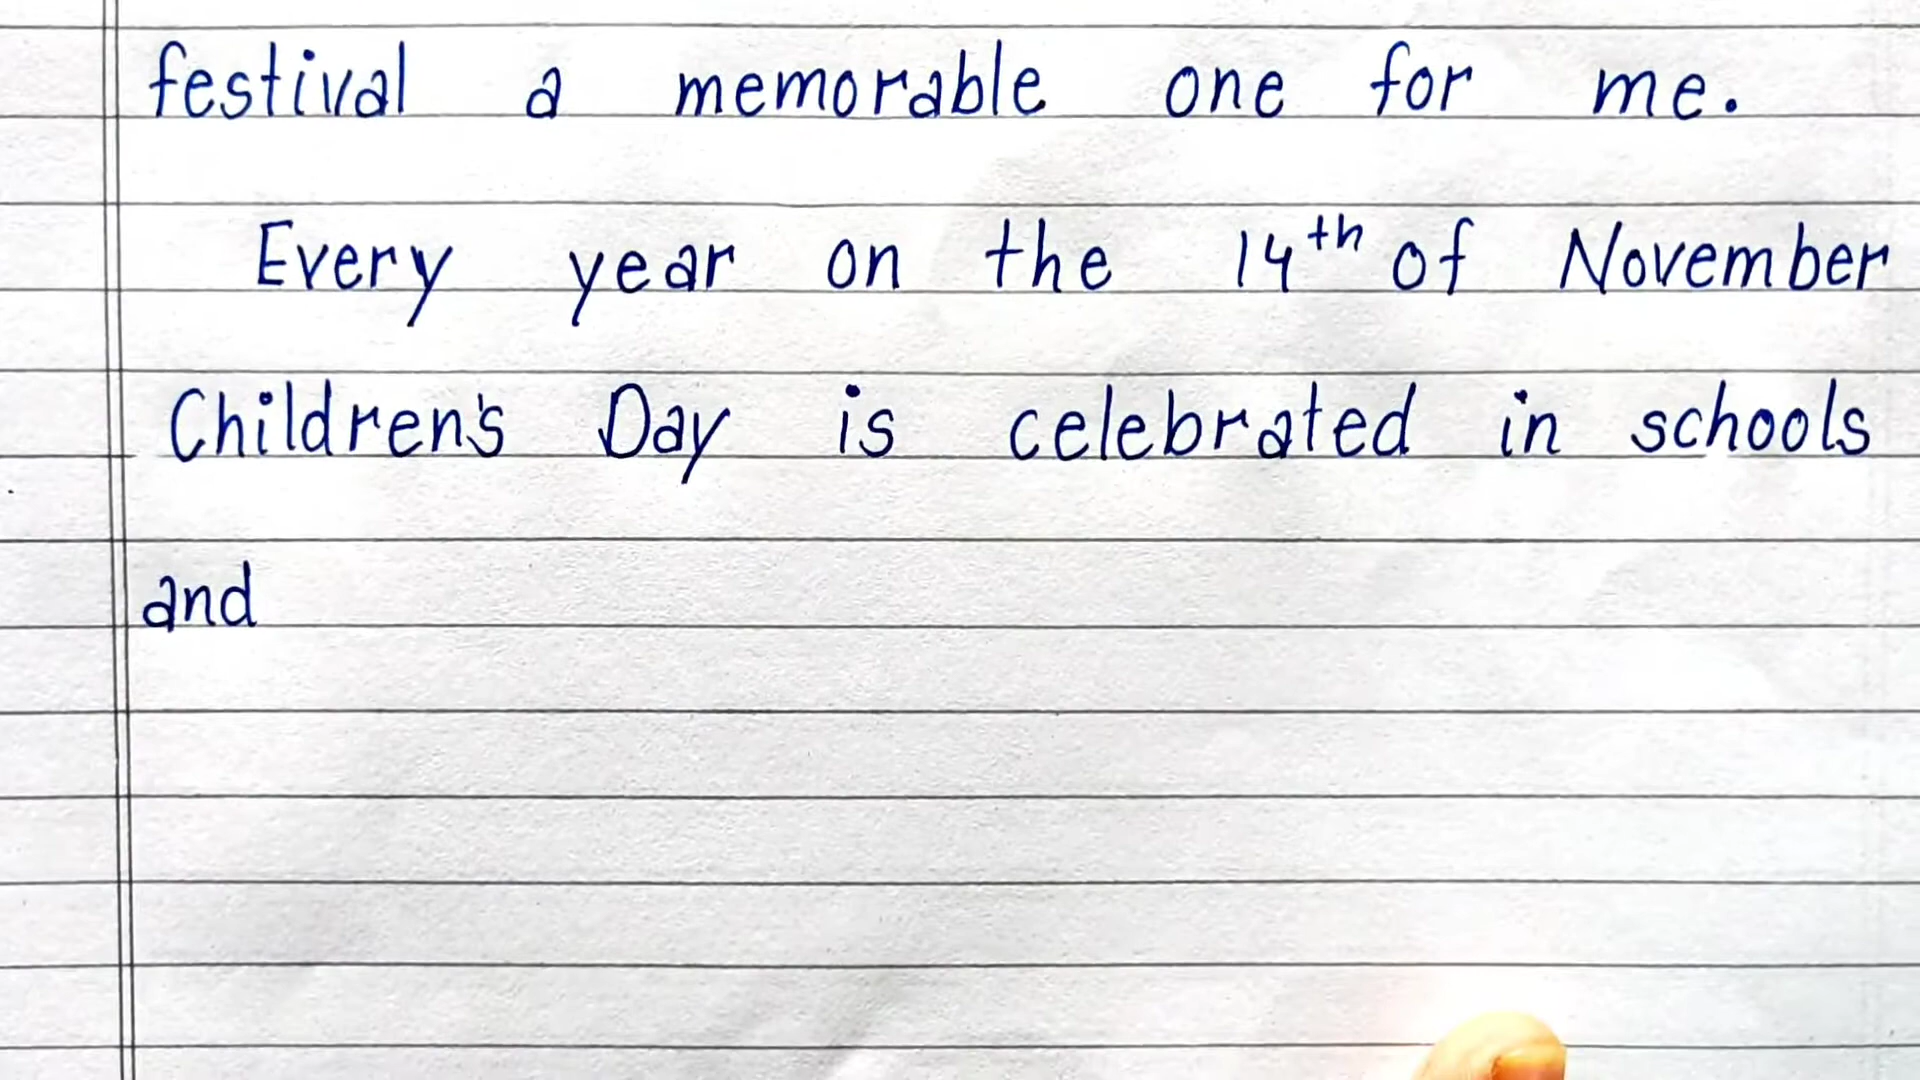 festival a memorable one for me.
Every year on the 14th of November
Children's Day is celebrated in schools
and